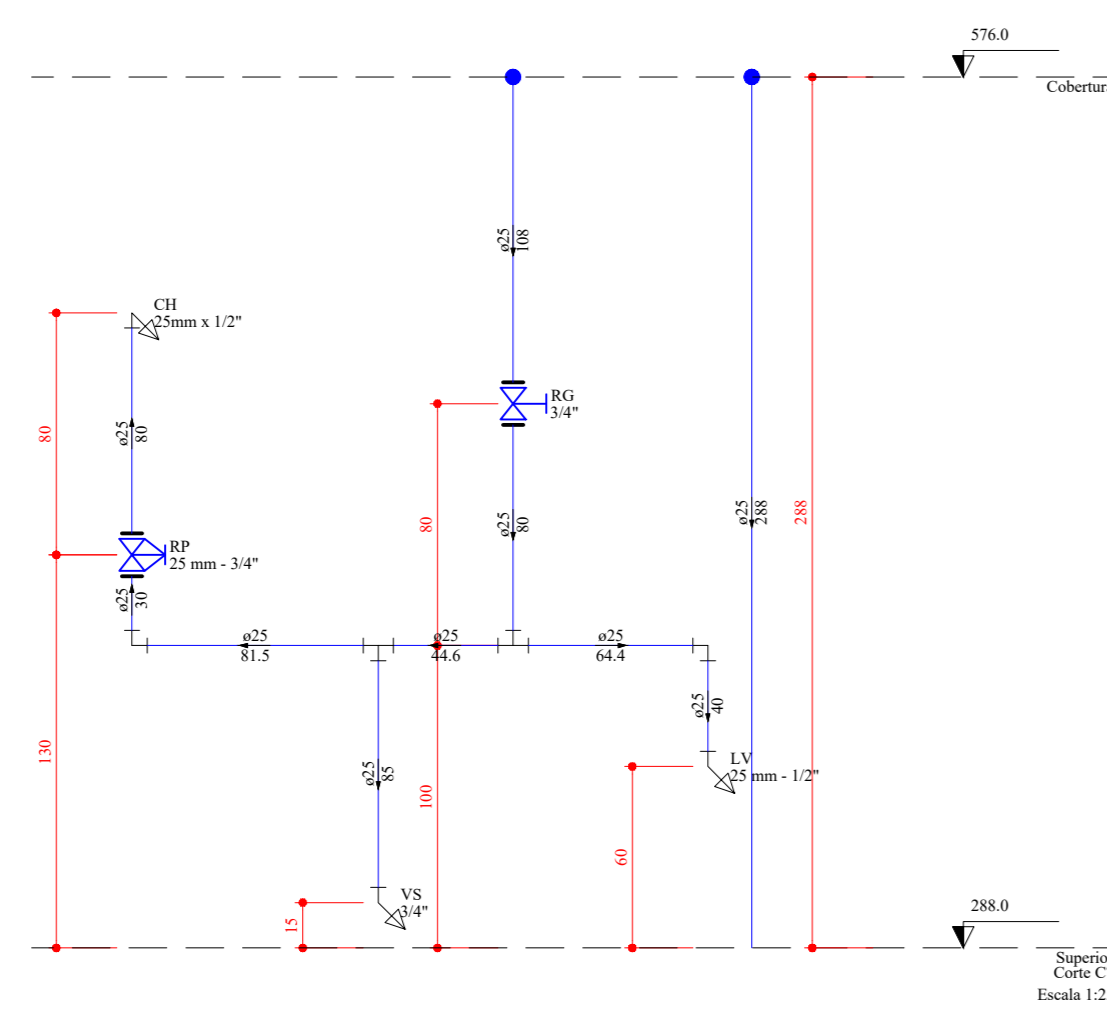 576.0
Cobertura
ø25
108
CH
25mm x 1/2"
RG
3/4"
80
ø25
80
80
ø25
80
ø25
288
288
RP
25 mm - 3/4"
ø25
30
ø25
81.5
ø25
44.6
ø25
64.4
ø25
40
130
ø25
85
100
LV
25 mm - 1/2"
60
VS
3/4"
15
288.0
Superio
Corte C
Escala 1:2